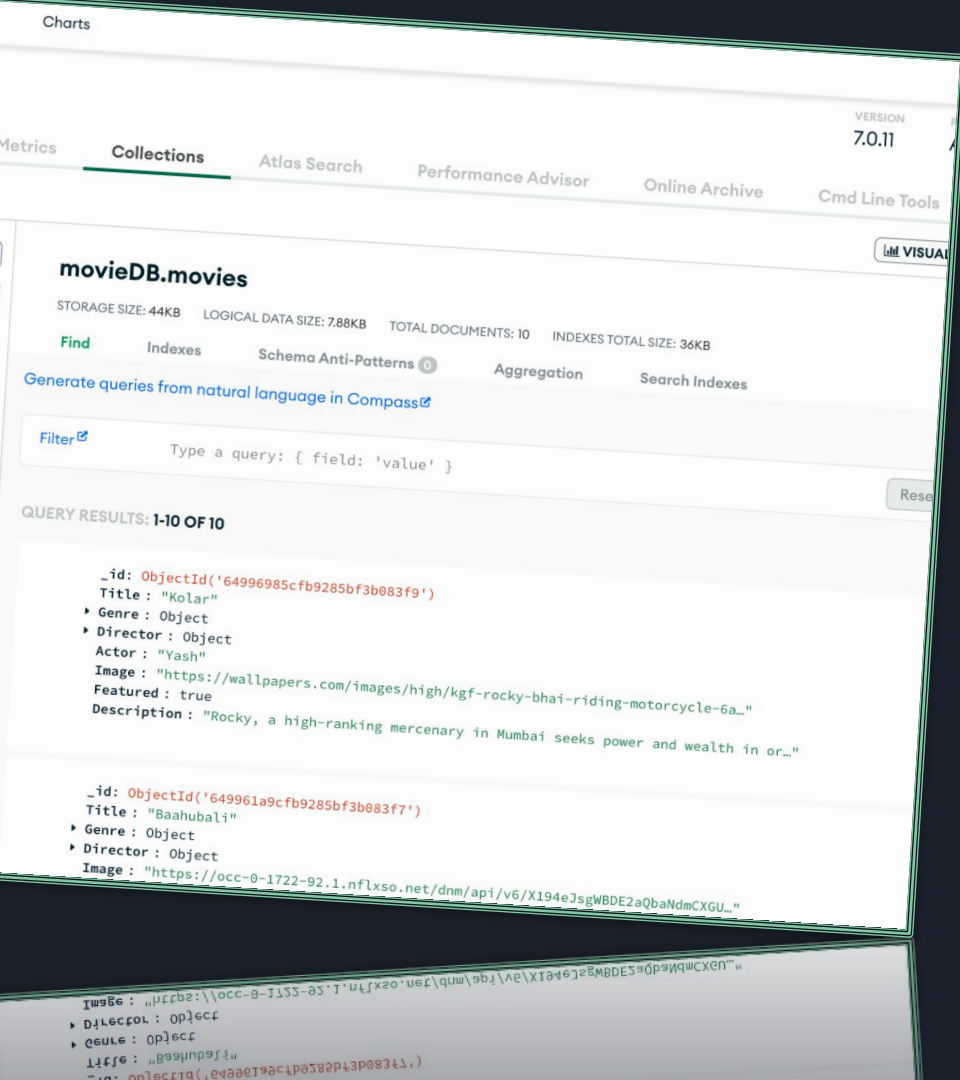 Charts
VERSION
7.0.11
Metrics Collections Atlas Search Performance Advisor Online Archive Cmd Line Tools
VISUAL
movieDB.movies
STORAGE SIZE: 44KB LOGICAL DATA SIZE: 7.88KB TOTAL DOCUMENTS: 10 INDEXES TOTAL SIZE: 36KB
Find Indexes Schema Anti-Patterns 0 Aggregation Search Indexes
Generate queries from natural language in Compass
Filter Type a query: { field: 'value' }
Rese
QUERY RESULTS: 1-10 OF 10
_id: ObjectId('64996985cfb9285bf3b083f9')
Title : "Kolar"
Genre : Object
Director : Object
Actor : "Yash"
Image : "https://wallpapers.com/images/high/kgf-rocky-bhai-riding-motorcycle-6a…"
Featured : true
Description : "Rocky, a high-ranking mercenary in Mumbai seeks power and wealth in or…"
_id: ObjectId('649961a9cfb9285bf3b083f7')
Title : "Baahubali"
Genre : Object
Director : Object
Image : "https://occ-0-1722-92.1.nflxso.net/dnm/api/v6/X194eJsgWBDE2aQbaNdmCXGU…"